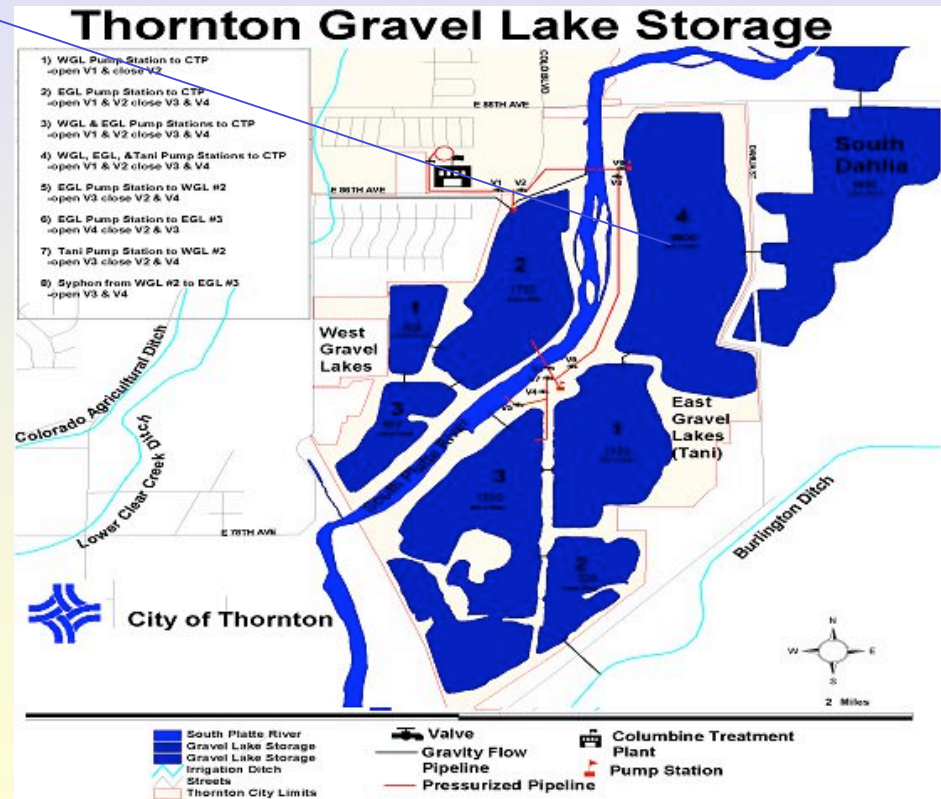 Thornton Gravel Lake Storage
1) WGL Pump Station to CTP
-open V1 & close V2
2) EGL Pump Station to CTP
-open V1 & V2 close V3 & V4
3) WGL & EGL Pump Stations to CTP
-open V1 & V2 close V3 & V4
4) WGL, EGL, &Tani Pump Stations to CTP
-open V1 & V2 close V3 & V4
5) EGL Pump Station to WGL #2
-open V3 close V2 & V4
6) EGL Pump Station to EGL #3
-open V4 close V2 & V3
7) Tani Pump Station to WGL #2
-open V3 close V2 & V4
8) Syphon from WGL #2 to EGL #3
-open V3 & V4
E 88TH AVE
South
Dahlia
DAHLIA ST
E 86TH AVE
V1
V2
4
2
1
West
Gravel
Lakes
3
V4
East
Gravel
Lakes
(Tani)
1
3
2
South Platte River
Colorado Agricultural Ditch
Lower Clear Creek Ditch
E 78TH AVE
Burlington Ditch
City of Thornton
N
W
E
S
2 Miles
South Platte River
Gravel Lake Storage
Gravel Lake Storage
Irrigation Ditch
Streets
Thornton City Limits
Valve
Gravity Flow
Pipeline
Pressurized Pipeline
Columbine Treatment
Plant
Pump Station